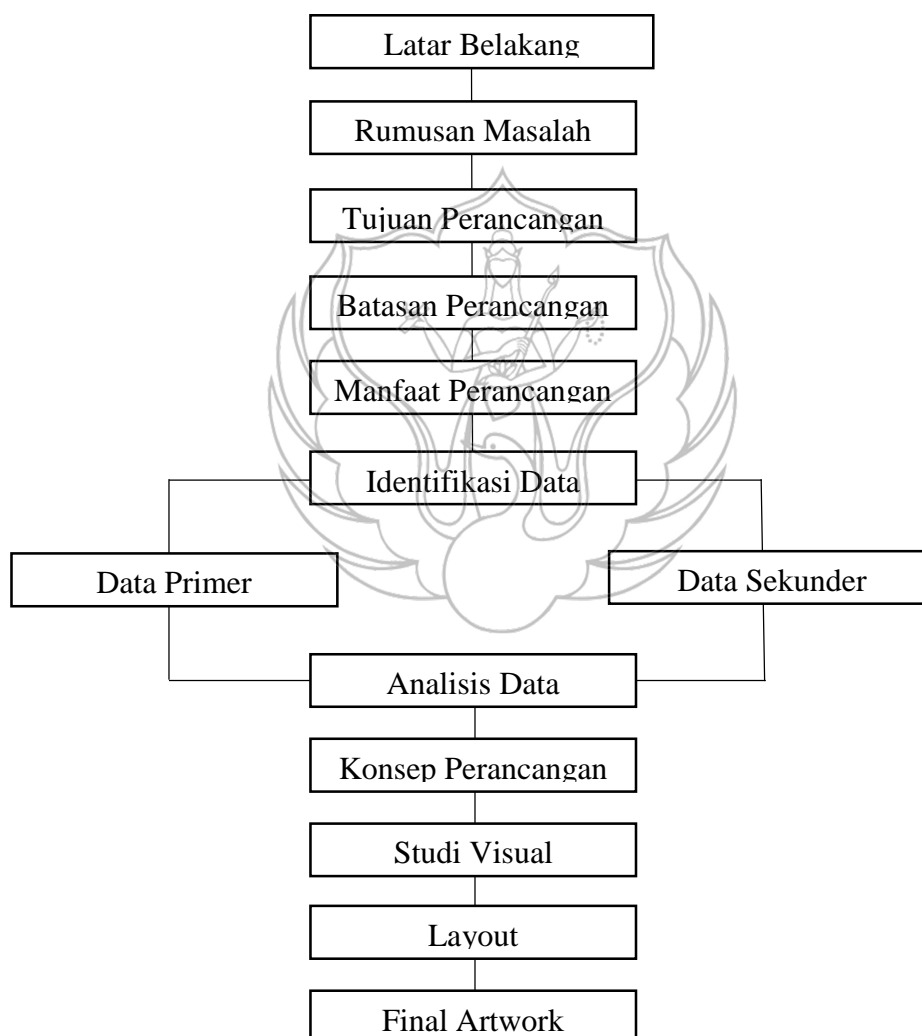 Latar Belakang
Rumusan Masalah
Tujuan Perancangan
Batasan Perancangan
Manfaat Perancangan
Identifikasi Data
Data Primer
Data Sekunder
Analisis Data
Konsep Perancangan
Studi Visual
Layout
Final Artwork